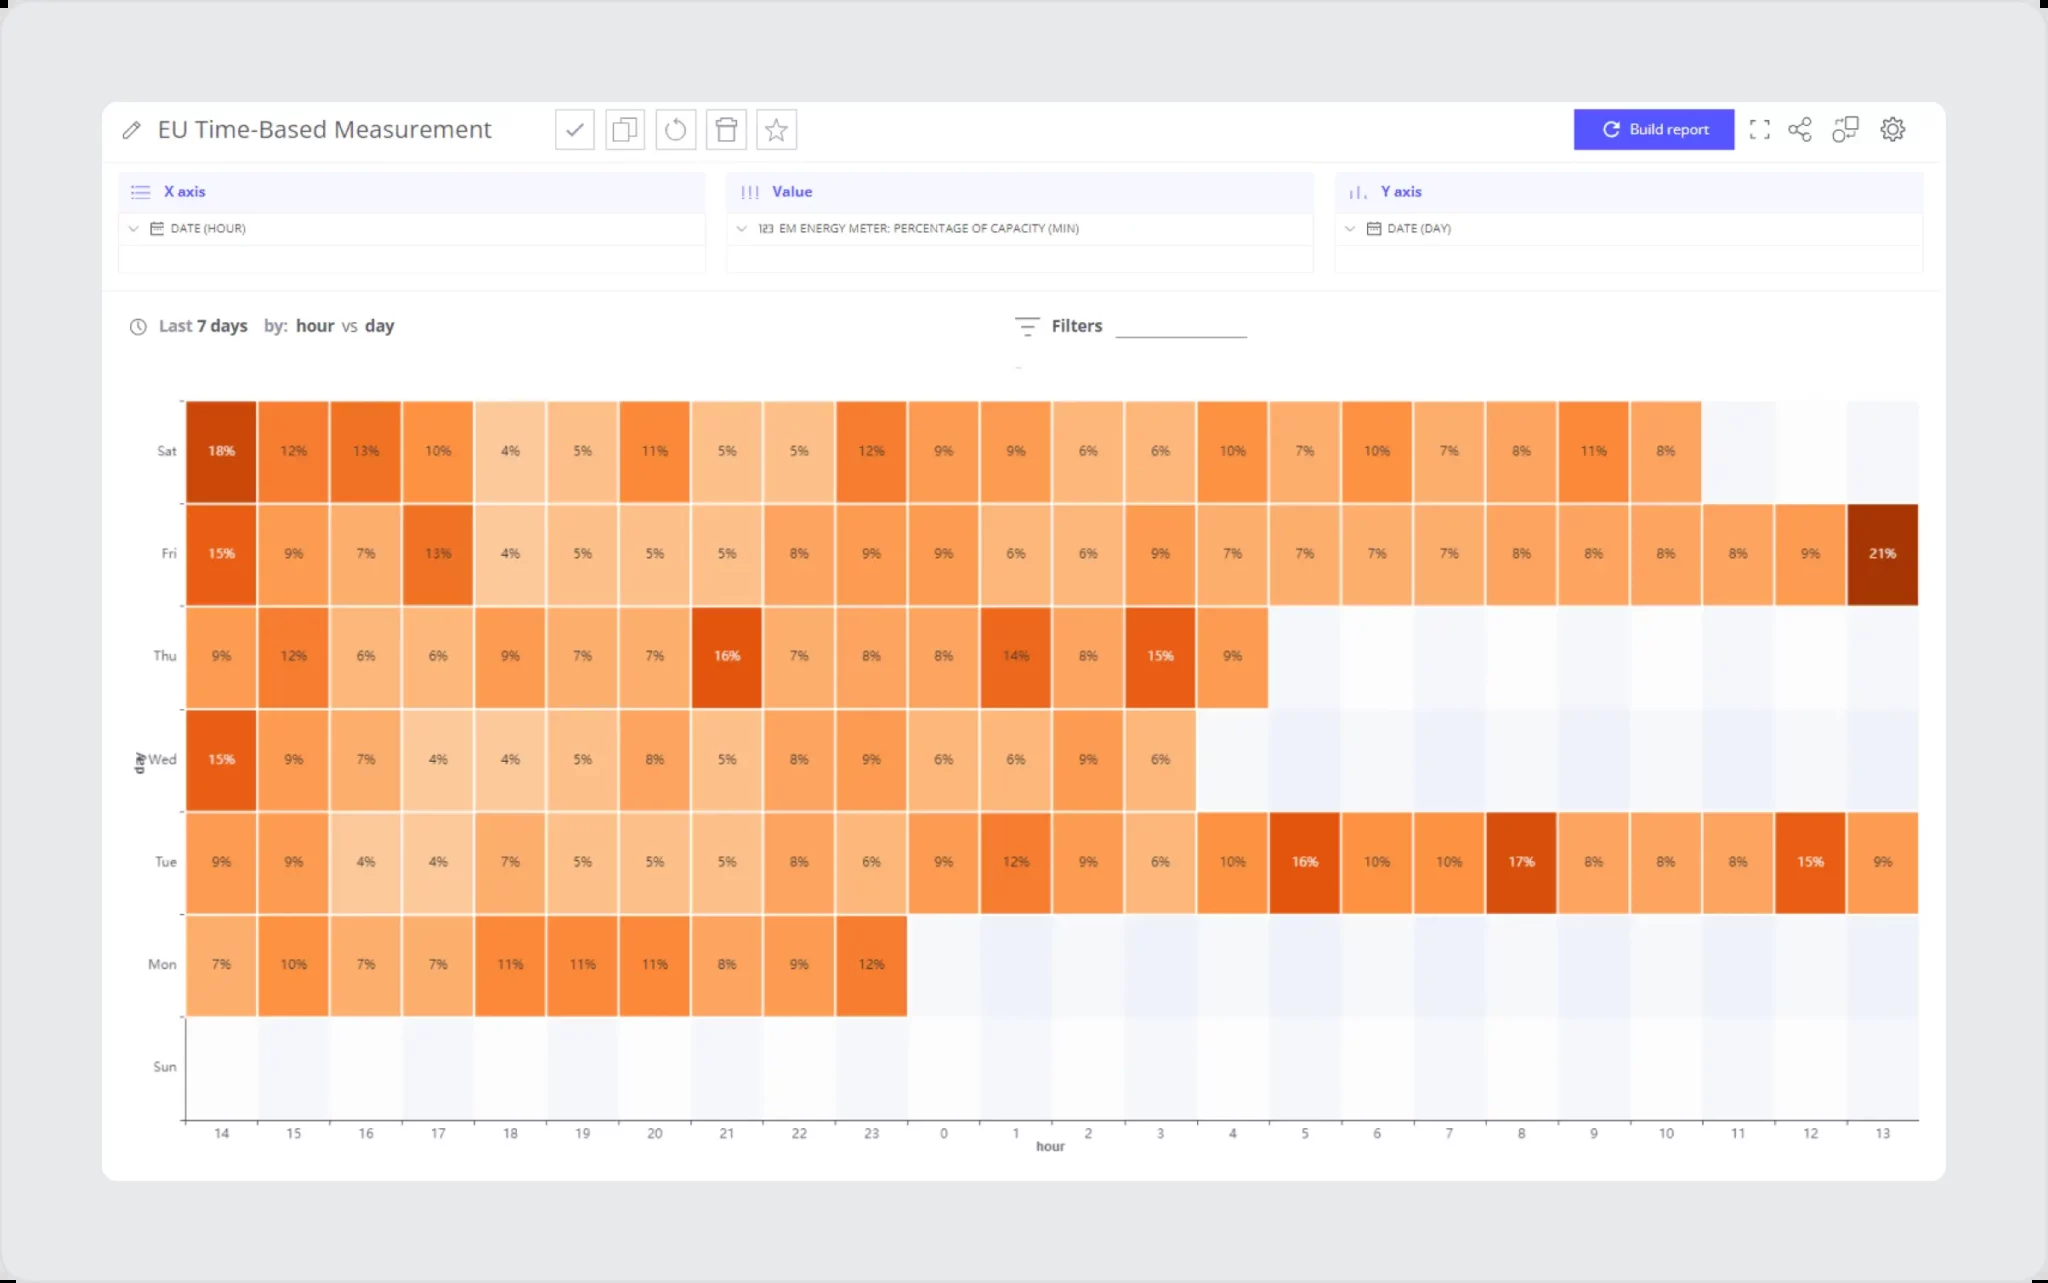 EU Time-Based Measurement
Build report
X axis
Value
Y axis
DATE (HOUR)
123 EM ENERGY METER: PERCENTAGE OF CAPACITY (MIN)
DATE (DAY)
Last 7 days by: hour vs day
Filters
Sat 18% 12% 13% 10% 4% 5% 11% 5% 5% 12% 9% 9% 6% 6% 10% 7% 10% 7% 8% 11% 8%
Fri 15% 9% 7% 13% 4% 5% 5% 5% 8% 9% 9% 6% 6% 9% 7% 7% 7% 7% 8% 8% 8% 8% 9% 21%
Thu 9% 12% 6% 6% 9% 7% 7% 16% 7% 8% 8% 14% 8% 15% 9%
day
Wed 15% 9% 7% 4% 4% 5% 8% 5% 8% 9% 6% 6% 9% 6%
Tue 9% 9% 4% 4% 7% 5% 5% 5% 8% 6% 9% 12% 9% 6% 10% 16% 10% 10% 17% 8% 8% 8% 15% 9%
Mon 7% 10% 7% 7% 11% 11% 11% 8% 9% 12%
Sun
14 15 16 17 18 19 20 21 22 23 0 1 2 3 4 5 6 7 8 9 10 11 12 13
hour